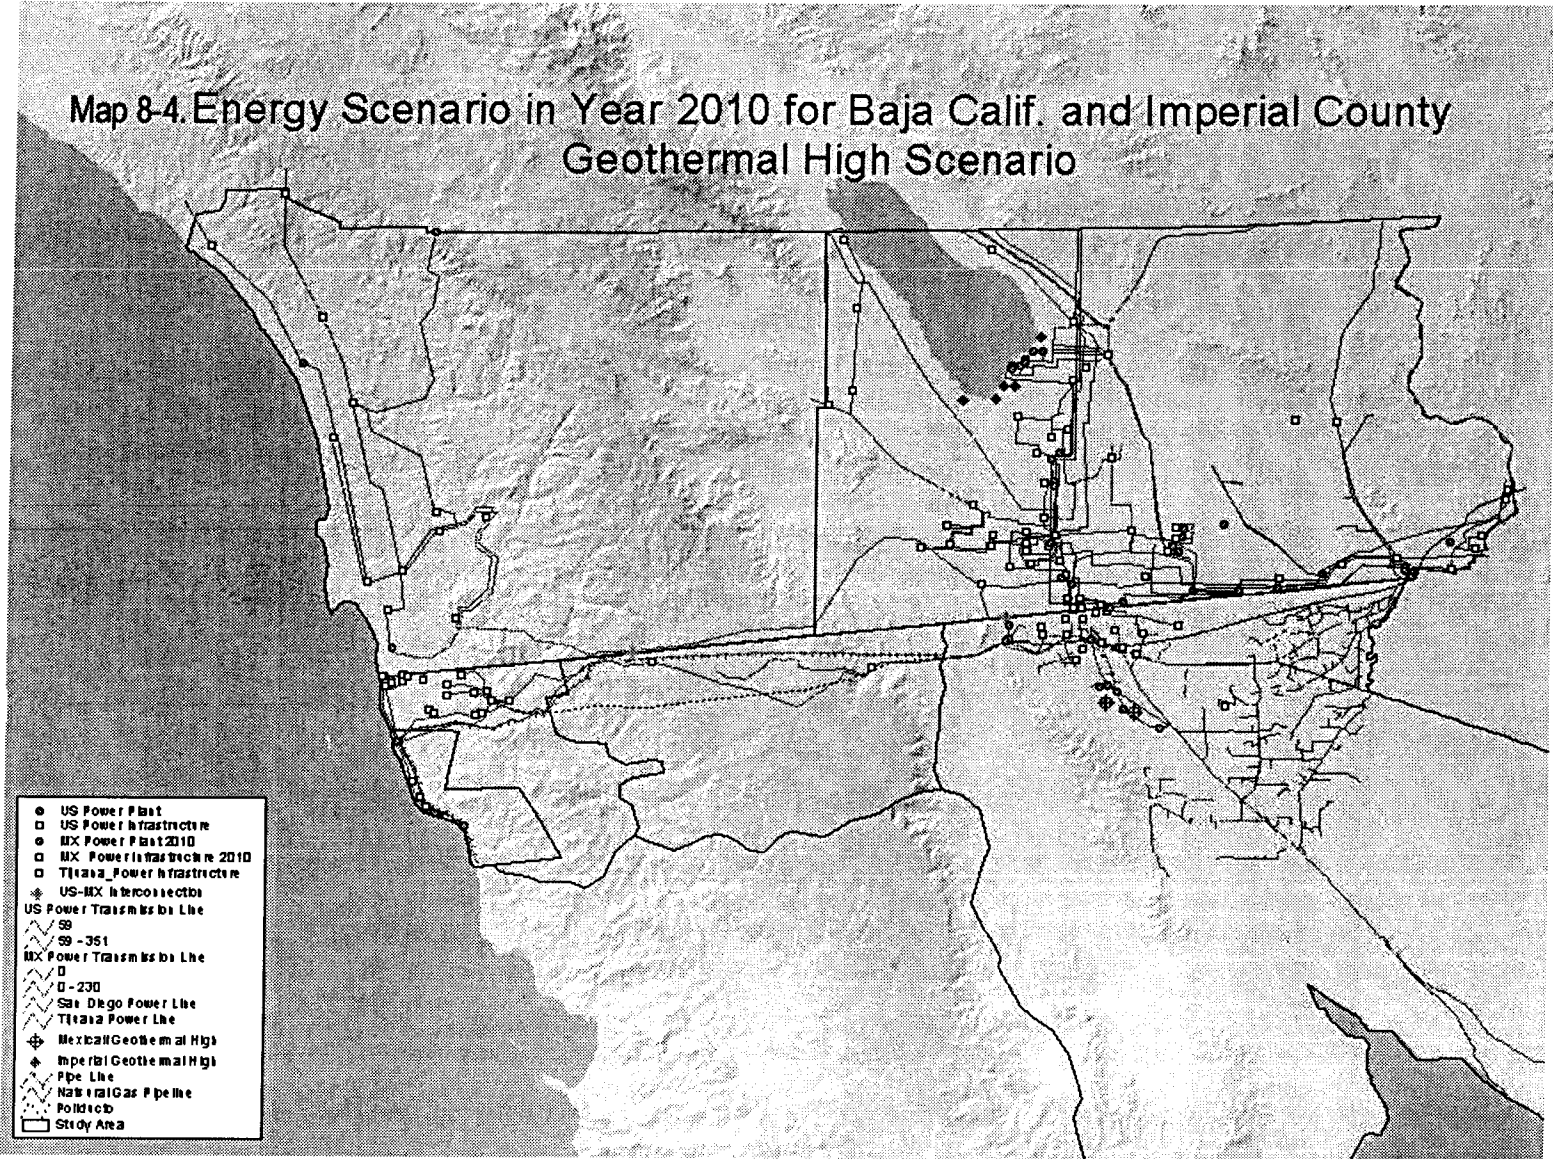 Map 8-4. Energy Scenario in Year 2010 for Baja Calif. and Imperial County
Geothermal High Scenario
US Power Plant
US Power Infrastructure
MX Power Plant 2010
MX Power Infrastructure 2010
Tijuana_Power Infrastructure
US-MX Interconnection
US Power Transmission Line
59
59 - 351
MX Power Transmission Line
0
0 - 230
San Diego Power Line
Tijuana Power Line
Mexicali Geothermal High
Imperial Geothermal High
Pipe Line
Natural Gas Pipeline
Poliducto
Study Area